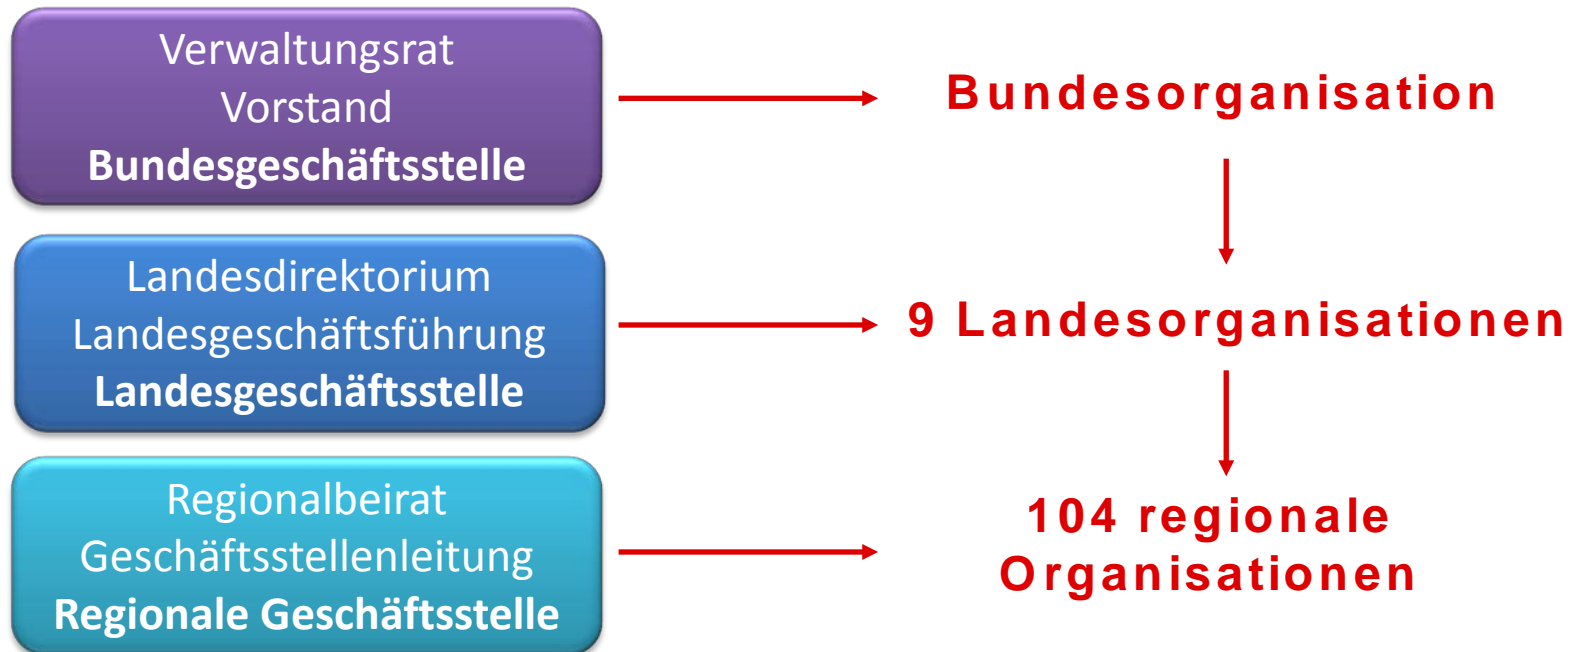 Verwaltungsrat
Vorstand
Bundesgeschäftsstelle
Bundesorganisation
Landesdirektorium
Landesgeschäftsführung
Landesgeschäftsstelle
9 Landesorganisationen
Regionalbeirat
Geschäftsstellenleitung
Regionale Geschäftsstelle
104 regionale
Organisationen